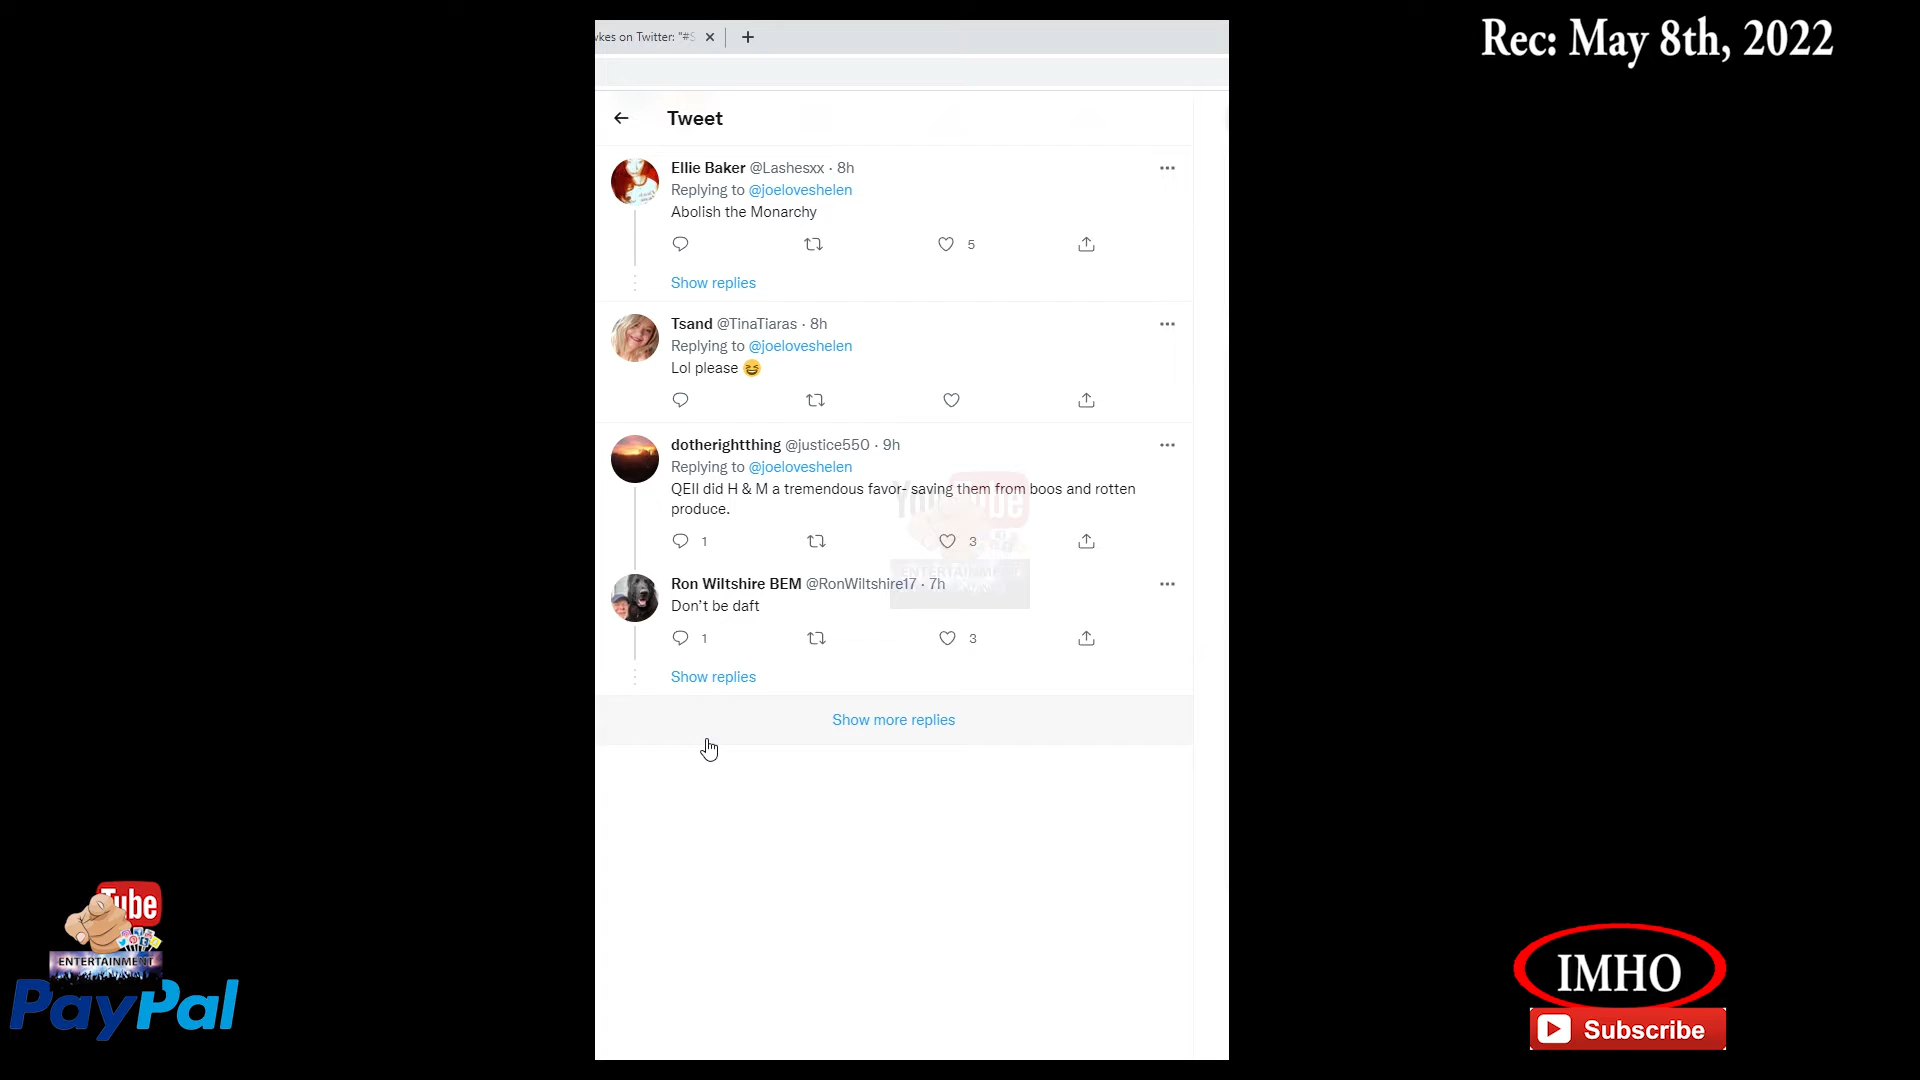 Rec: May 8th, 2022
wkes on Twitter: "#S
Tweet
Ellie Baker @Lashesxx · 8h
Replying to @joeloveshelen
Abolish the Monarchy
5
Show replies
Tsand @TinaTiaras · 8h
Replying to @joeloveshelen
Lol please 😆
dotherightthing @justice550 · 9h
Replying to @joeloveshelen
QEII did H & M a tremendous favor- saving them from boos and rotten
produce.
1 3
Ron Wiltshire BEM @RonWiltshire17 · 7h
Don't be daft
1 3
Show replies
Show more replies
YouTube
ENTERTAINMENT
Tube
ENTERTAINMENT
PayPal
IMHO
Subscribe